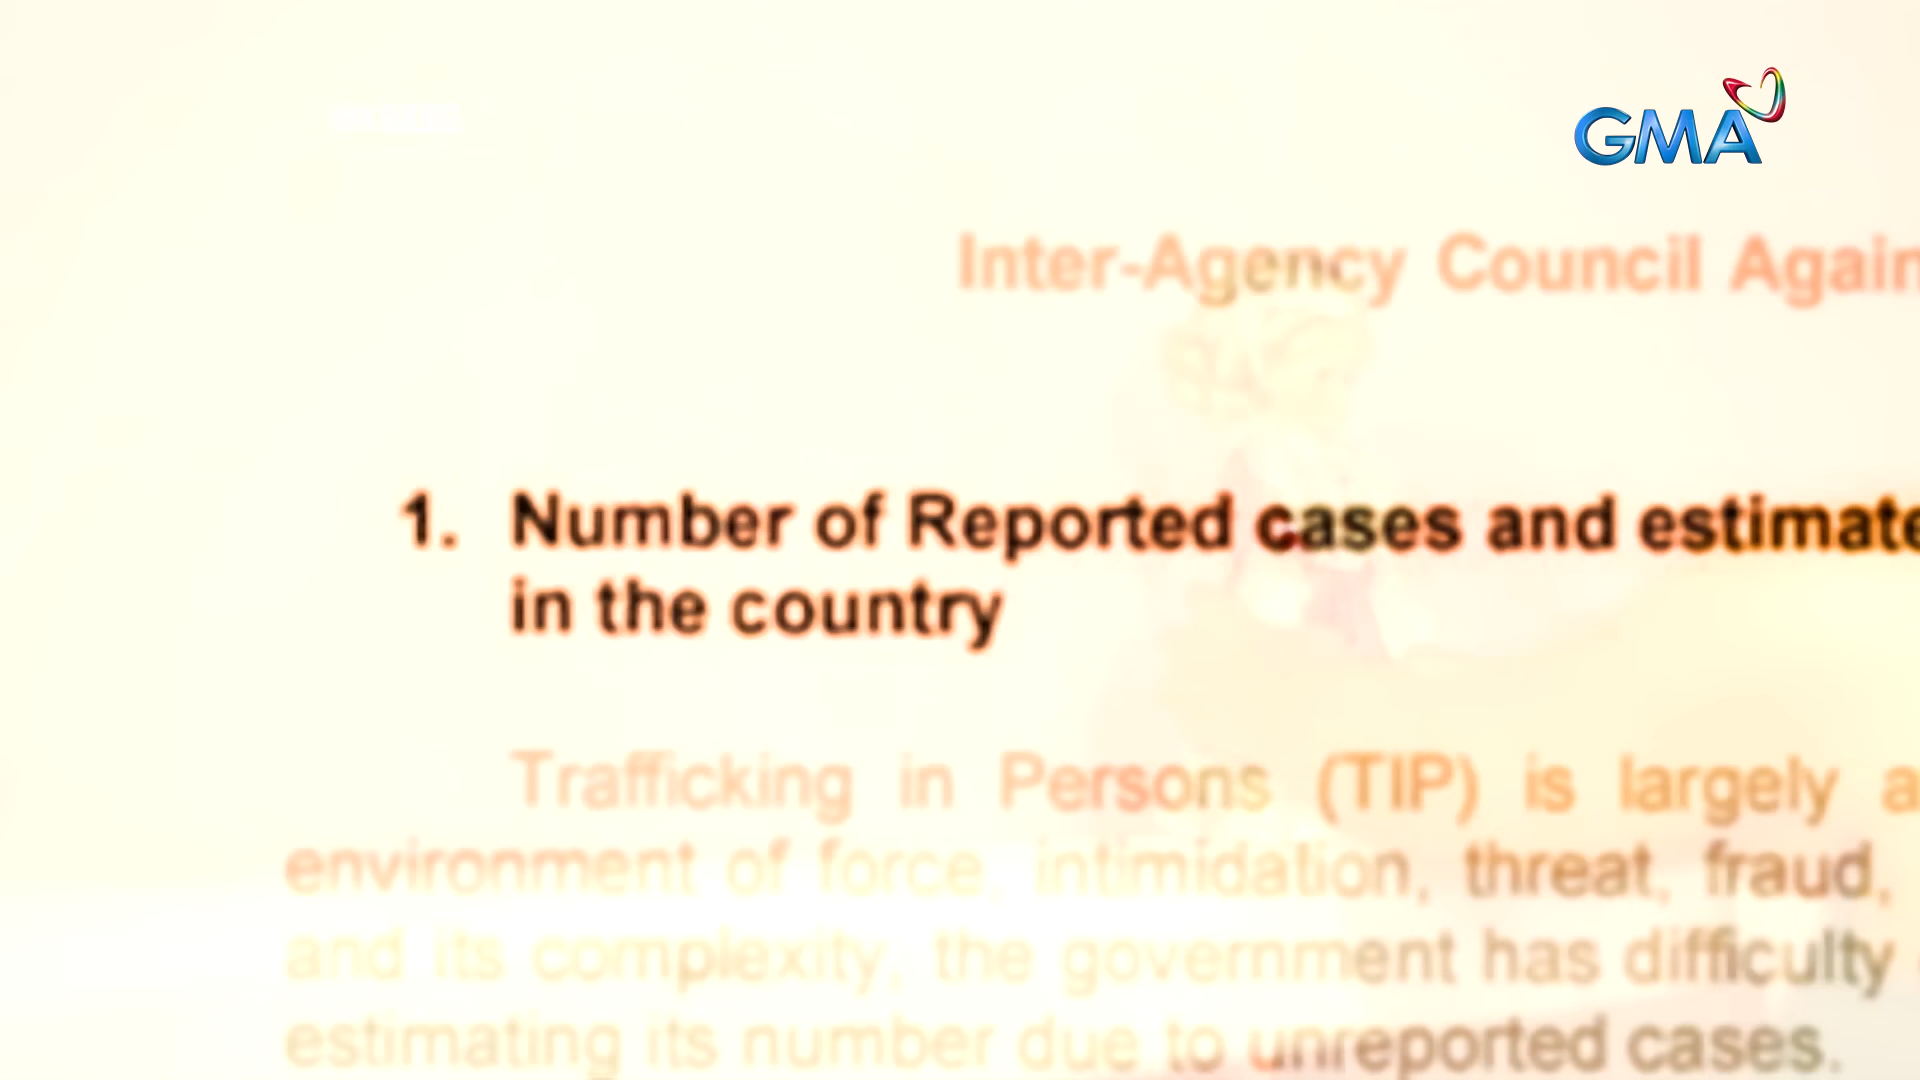 GMA
Inter-Agency Council Again
1. Number of Reported cases and estimate
in the country
Trafficking in Persons (TIP) is largely a
environment of force, intimidation, threat, fraud,
and its complexity, the government has difficulty
estimating its number due to unreported cases.